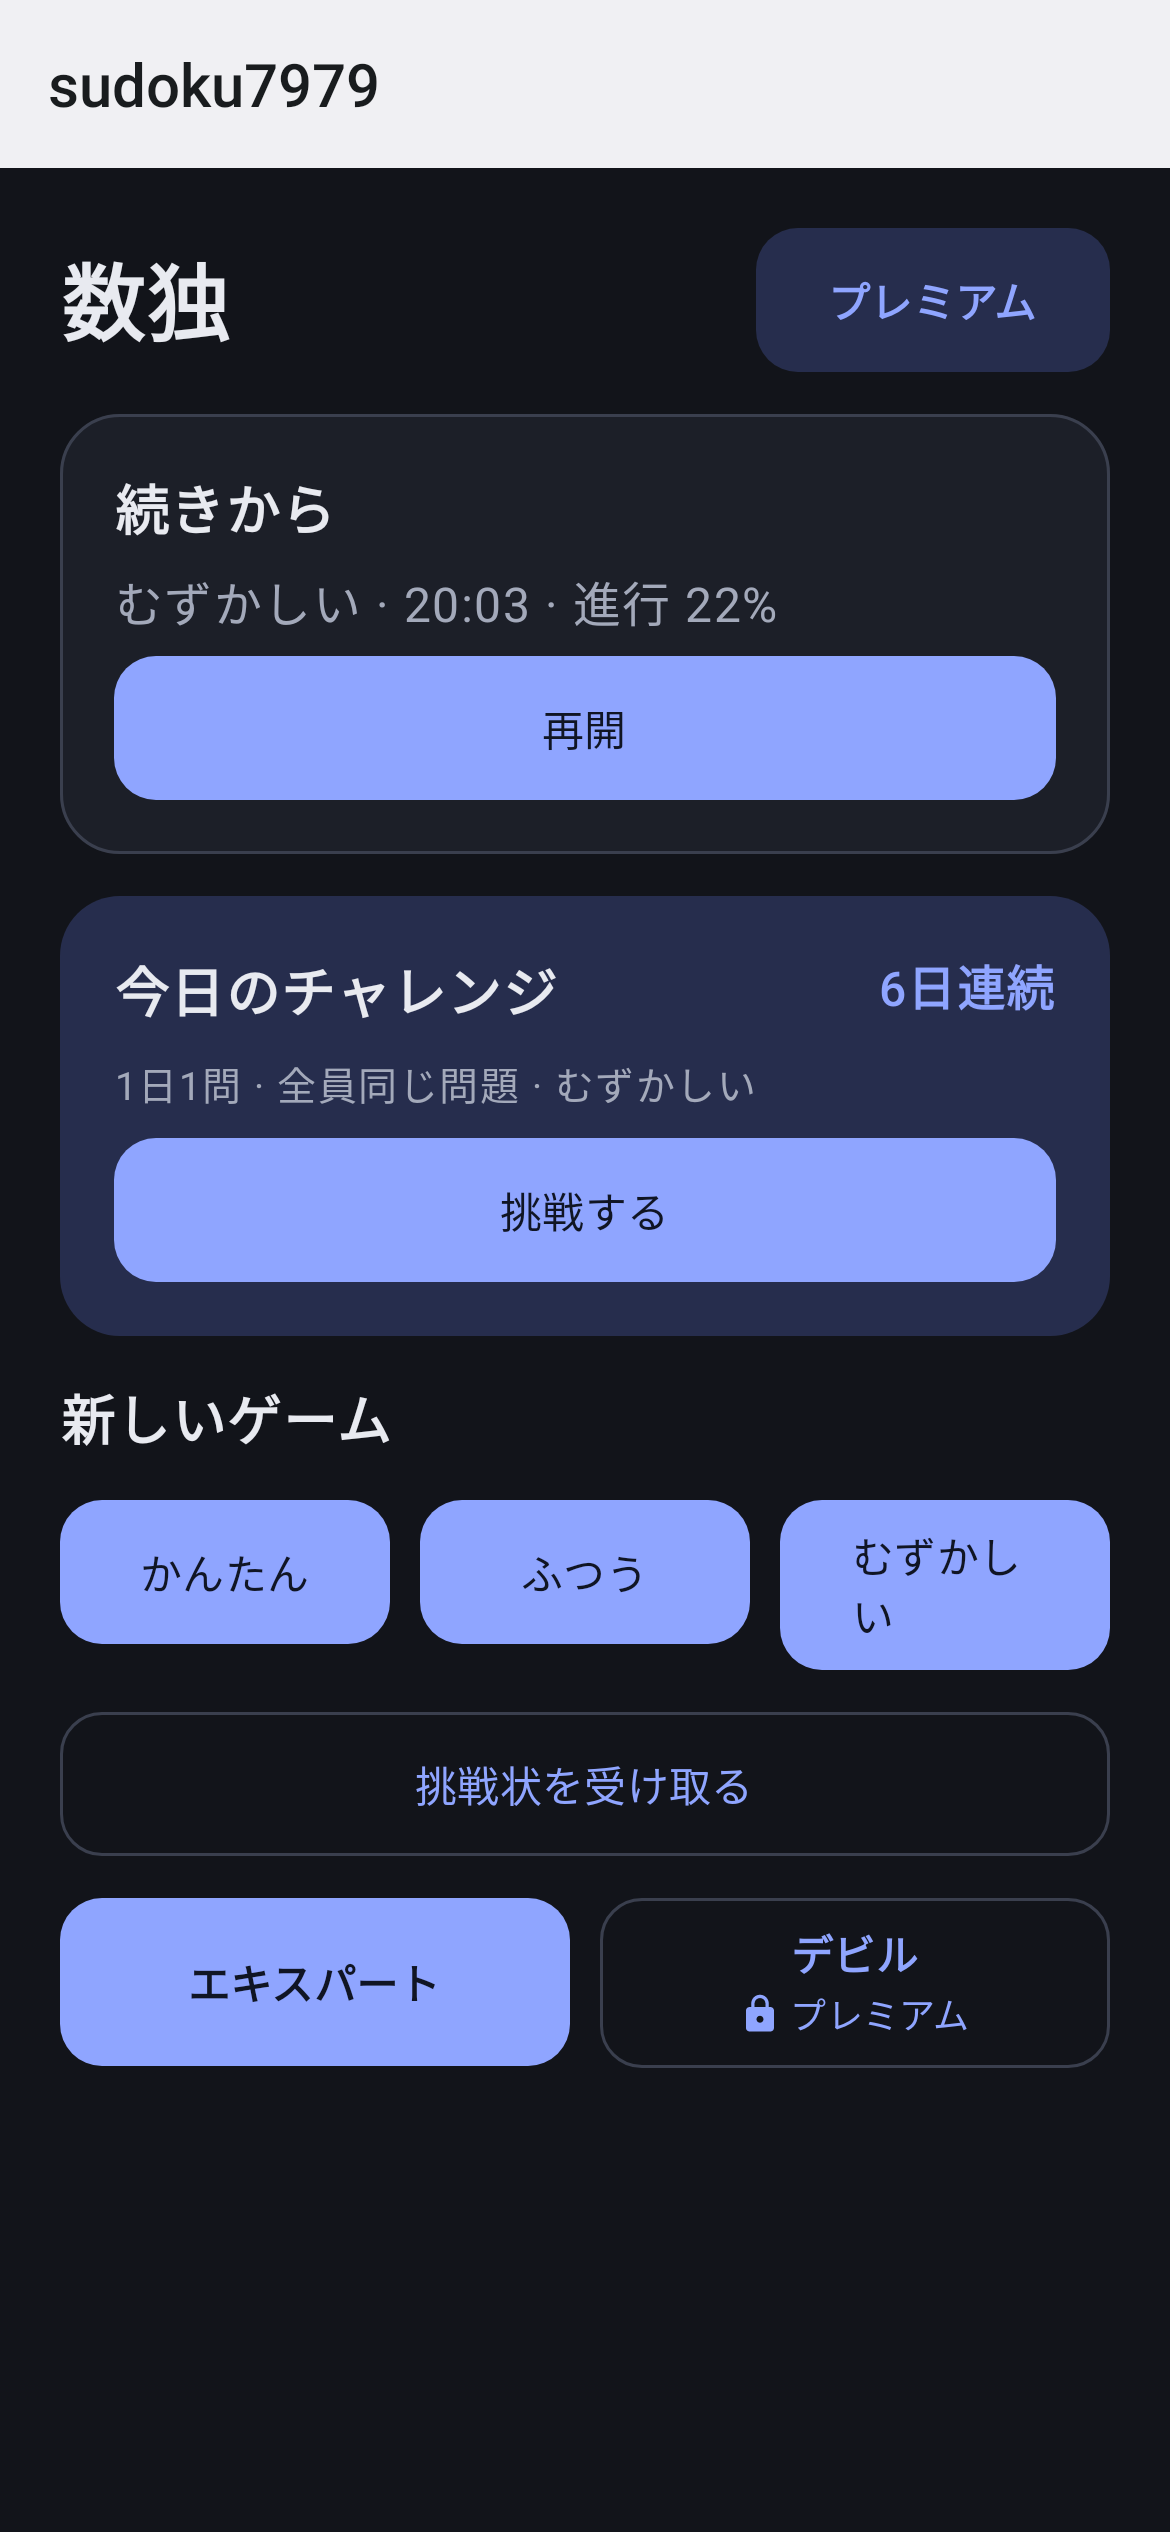 sudoku7979
数独
プレミアム
続きから
むずかしい · 20:03 · 進行 22%
再開
今日のチャレンジ
6日連続
1日1問 · 全員同じ問題 · むずかしい
挑戦する
新しいゲーム
かんたん
ふつう
むずかし
い
挑戦状を受け取る
エキスパート
デビル
プレミアム